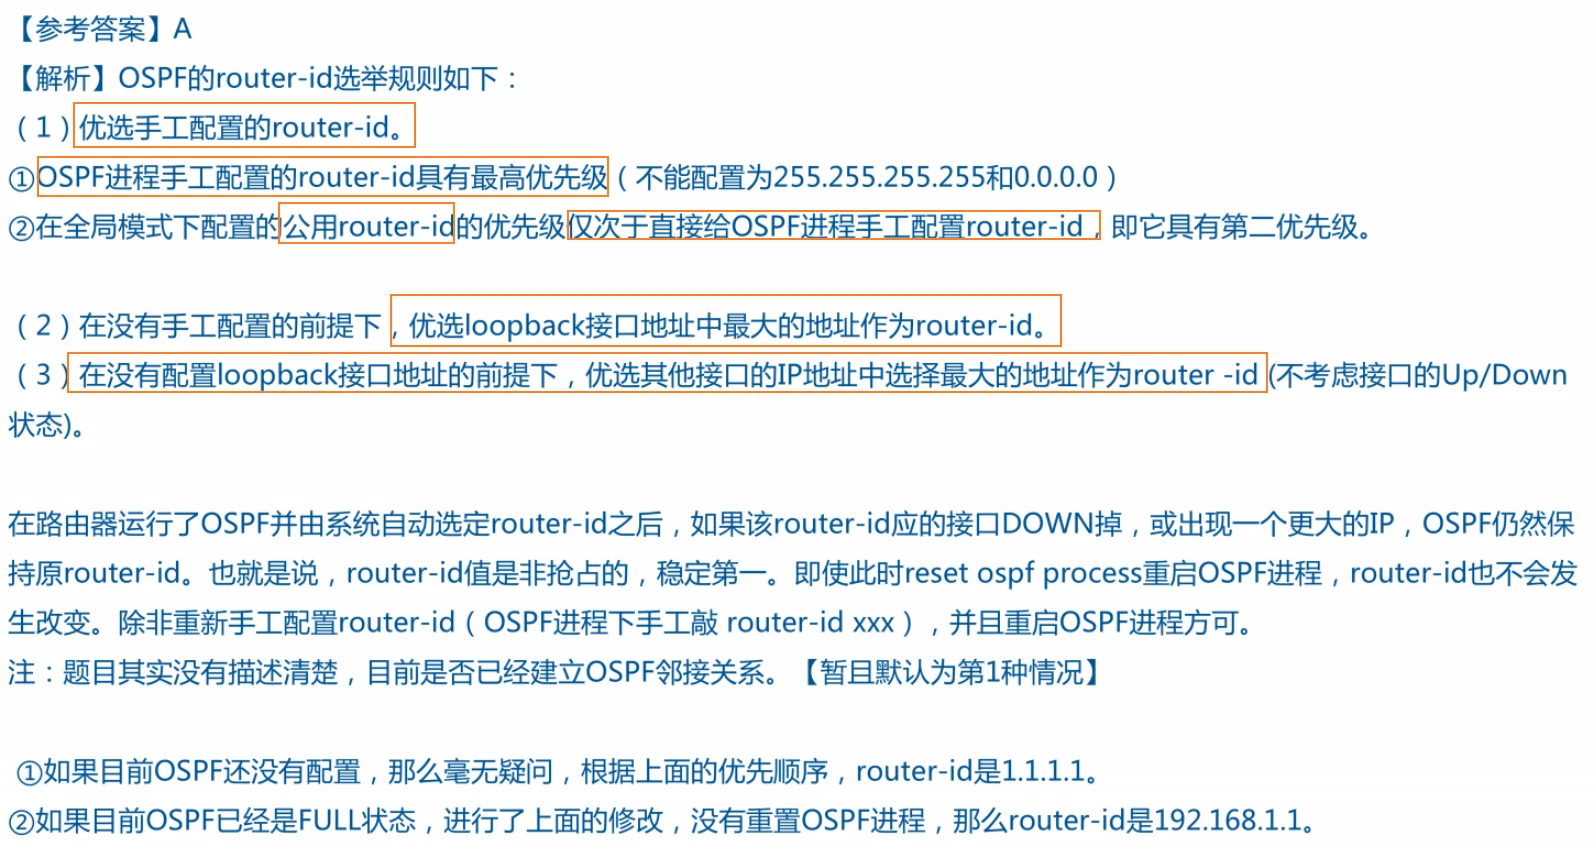 【参考答案】A
【解析】OSPF的router-id选举规则如下：
（1）优选手工配置的router-id。
①OSPF进程手工配置的router-id具有最高优先级（不能配置为255.255.255.255和0.0.0.0）
②在全局模式下配置的公用router-id的优先级仅次于直接给OSPF进程手工配置router-id，即它具有第二优先级。
（2）在没有手工配置的前提下，优选loopback接口地址中最大的地址作为router-id。
（3）在没有配置loopback接口地址的前提下，优选其他接口的IP地址中选择最大的地址作为router -id (不考虑接口的Up/Down
状态)。
在路由器运行了OSPF并由系统自动选定router-id之后，如果该router-id应的接口DOWN掉，或出现一个更大的IP，OSPF仍然保
持原router-id。也就是说，router-id值是非抢占的，稳定第一。即使此时reset ospf process重启OSPF进程，router-id也不会发
生改变。除非重新手工配置router-id（OSPF进程下手工敲 router-id xxx），并且重启OSPF进程方可。
注：题目其实没有描述清楚，目前是否已经建立OSPF邻接关系。【暂且默认为第1种情况】
①如果目前OSPF还没有配置，那么毫无疑问，根据上面的优先顺序，router-id是1.1.1.1。
②如果目前OSPF已经是FULL状态，进行了上面的修改，没有重置OSPF进程，那么router-id是192.168.1.1。